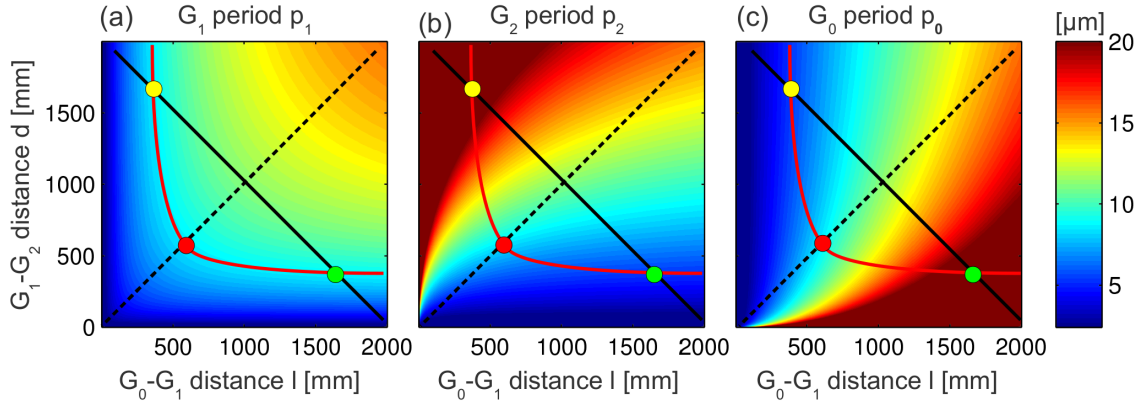 (a) G₁ period p₁
(b) G₂ period p₂
(c) G₀ period p₀
[µm]
G₁-G₂ distance d [mm]
1500
1000
500
0
500 1000 1500 2000
500 1000 1500 2000
500 1000 1500 2000
G₀-G₁ distance l [mm]
G₀-G₁ distance l [mm]
G₀-G₁ distance l [mm]
20
15
10
5